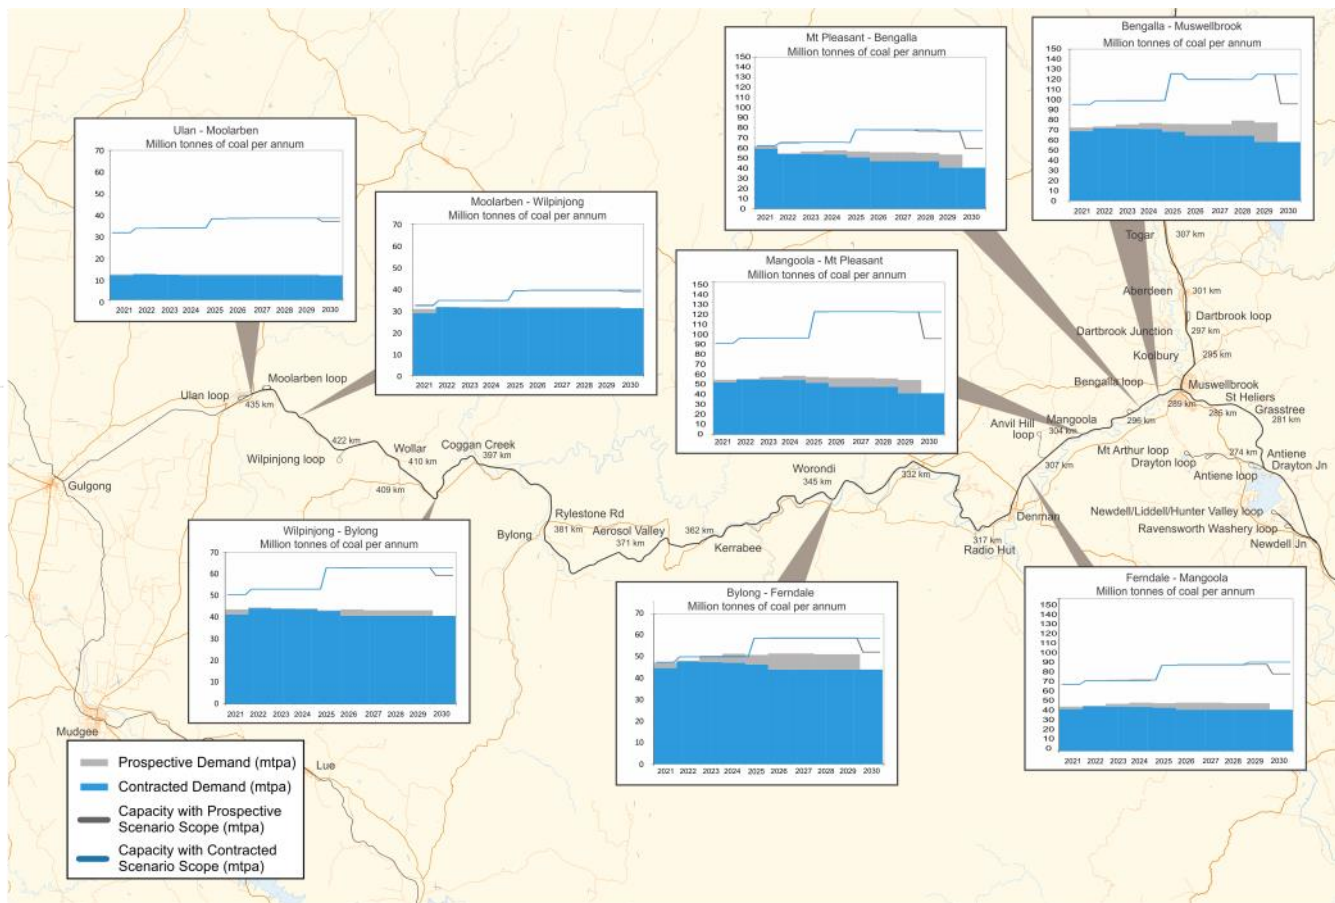 Mt Pleasant - Bengalla
Million tonnes of coal per annum
150
140
130
120
110
100
90
80
70
60
50
40
30
20
10
0
2021 2022 2023 2024 2025 2026 2027 2028 2029 2030
Bengalla - Muswellbrook
Million tonnes of coal per annum
150
140
130
120
110
100
90
80
70
60
50
40
30
20
10
0
2021 2022 2023 2024 2025 2026 2027 2028 2029 2030
Ulan - Moolarben
Million tonnes of coal per annum
70
60
50
40
30
20
10
0
2021 2022 2023 2024 2025 2026 2027 2028 2029 2030
Moolarben - Wilpinjong
Million tonnes of coal per annum
70
60
50
40
30
20
10
0
2021 2022 2023 2024 2025 2026 2027 2028 2029 2030
Mangoola - Mt Pleasant
Million tonnes of coal per annum
150
140
130
120
110
100
90
80
70
60
50
40
30
20
10
0
2021 2022 2023 2024 2025 2026 2027 2028 2029 2030
Togar
307 km
Aberdeen
301 km
Dartbrook loop
Dartbrook Junction
297 km
Koolbury
295 km
Bengalla loop
Muswellbrook
289 km
St Heliers
286 km
Grasstree
281 km
296 km
Mangoola
304 km
Anvil Hill
loop
307 km
Mt Arthur loop
Drayton loop
274 km
Antiene
Drayton Jn
Antiene loop
Newdell/Liddell/Hunter Valley loop
Ravensworth Washery loop
Newdell Jn
Moolarben loop
Ulan loop
435 km
422 km
Wilpinjong loop
Wollar
410 km
409 km
Coggan Creek
397 km
Gulgong
Bylong
Rylestone Rd
381 km
Aerosol Valley
371 km
362 km
Kerrabee
Worondi
345 km
332 km
Denman
317 km
Radio Hut
Wilpinjong - Bylong
Million tonnes of coal per annum
70
60
50
40
30
20
10
0
2021 2022 2023 2024 2025 2026 2027 2028 2029 2030
Bylong - Ferndale
Million tonnes of coal per annum
70
60
50
40
30
20
10
0
2021 2022 2023 2024 2025 2026 2027 2028 2029 2030
Ferndale - Mangoola
Million tonnes of coal per annum
150
140
130
120
110
100
90
80
70
60
50
40
30
20
10
0
2021 2022 2023 2024 2025 2026 2027 2028 2029 2030
Mudgee
Lue
Prospective Demand (mtpa)
Contracted Demand (mtpa)
Capacity with Prospective
Scenario Scope (mtpa)
Capacity with Contracted
Scenario Scope (mtpa)